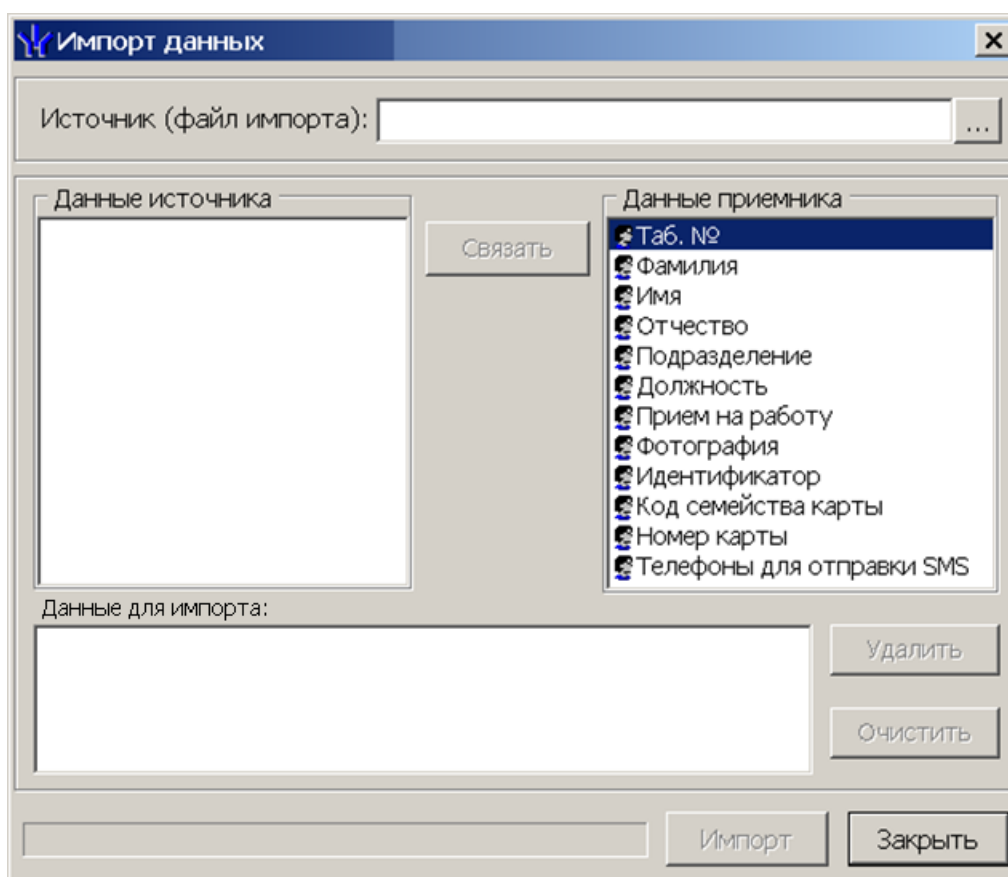 Импорт данных
Источник (файл импорта):
...
Данные источника
Связать
Данные приемника
Таб. №
Фамилия
Имя
Отчество
Подразделение
Должность
Прием на работу
Фотография
Идентификатор
Код семейства карты
Номер карты
Телефоны для отправки SMS
Данные для импорта:
Удалить
Очистить
Импорт
Закрыть